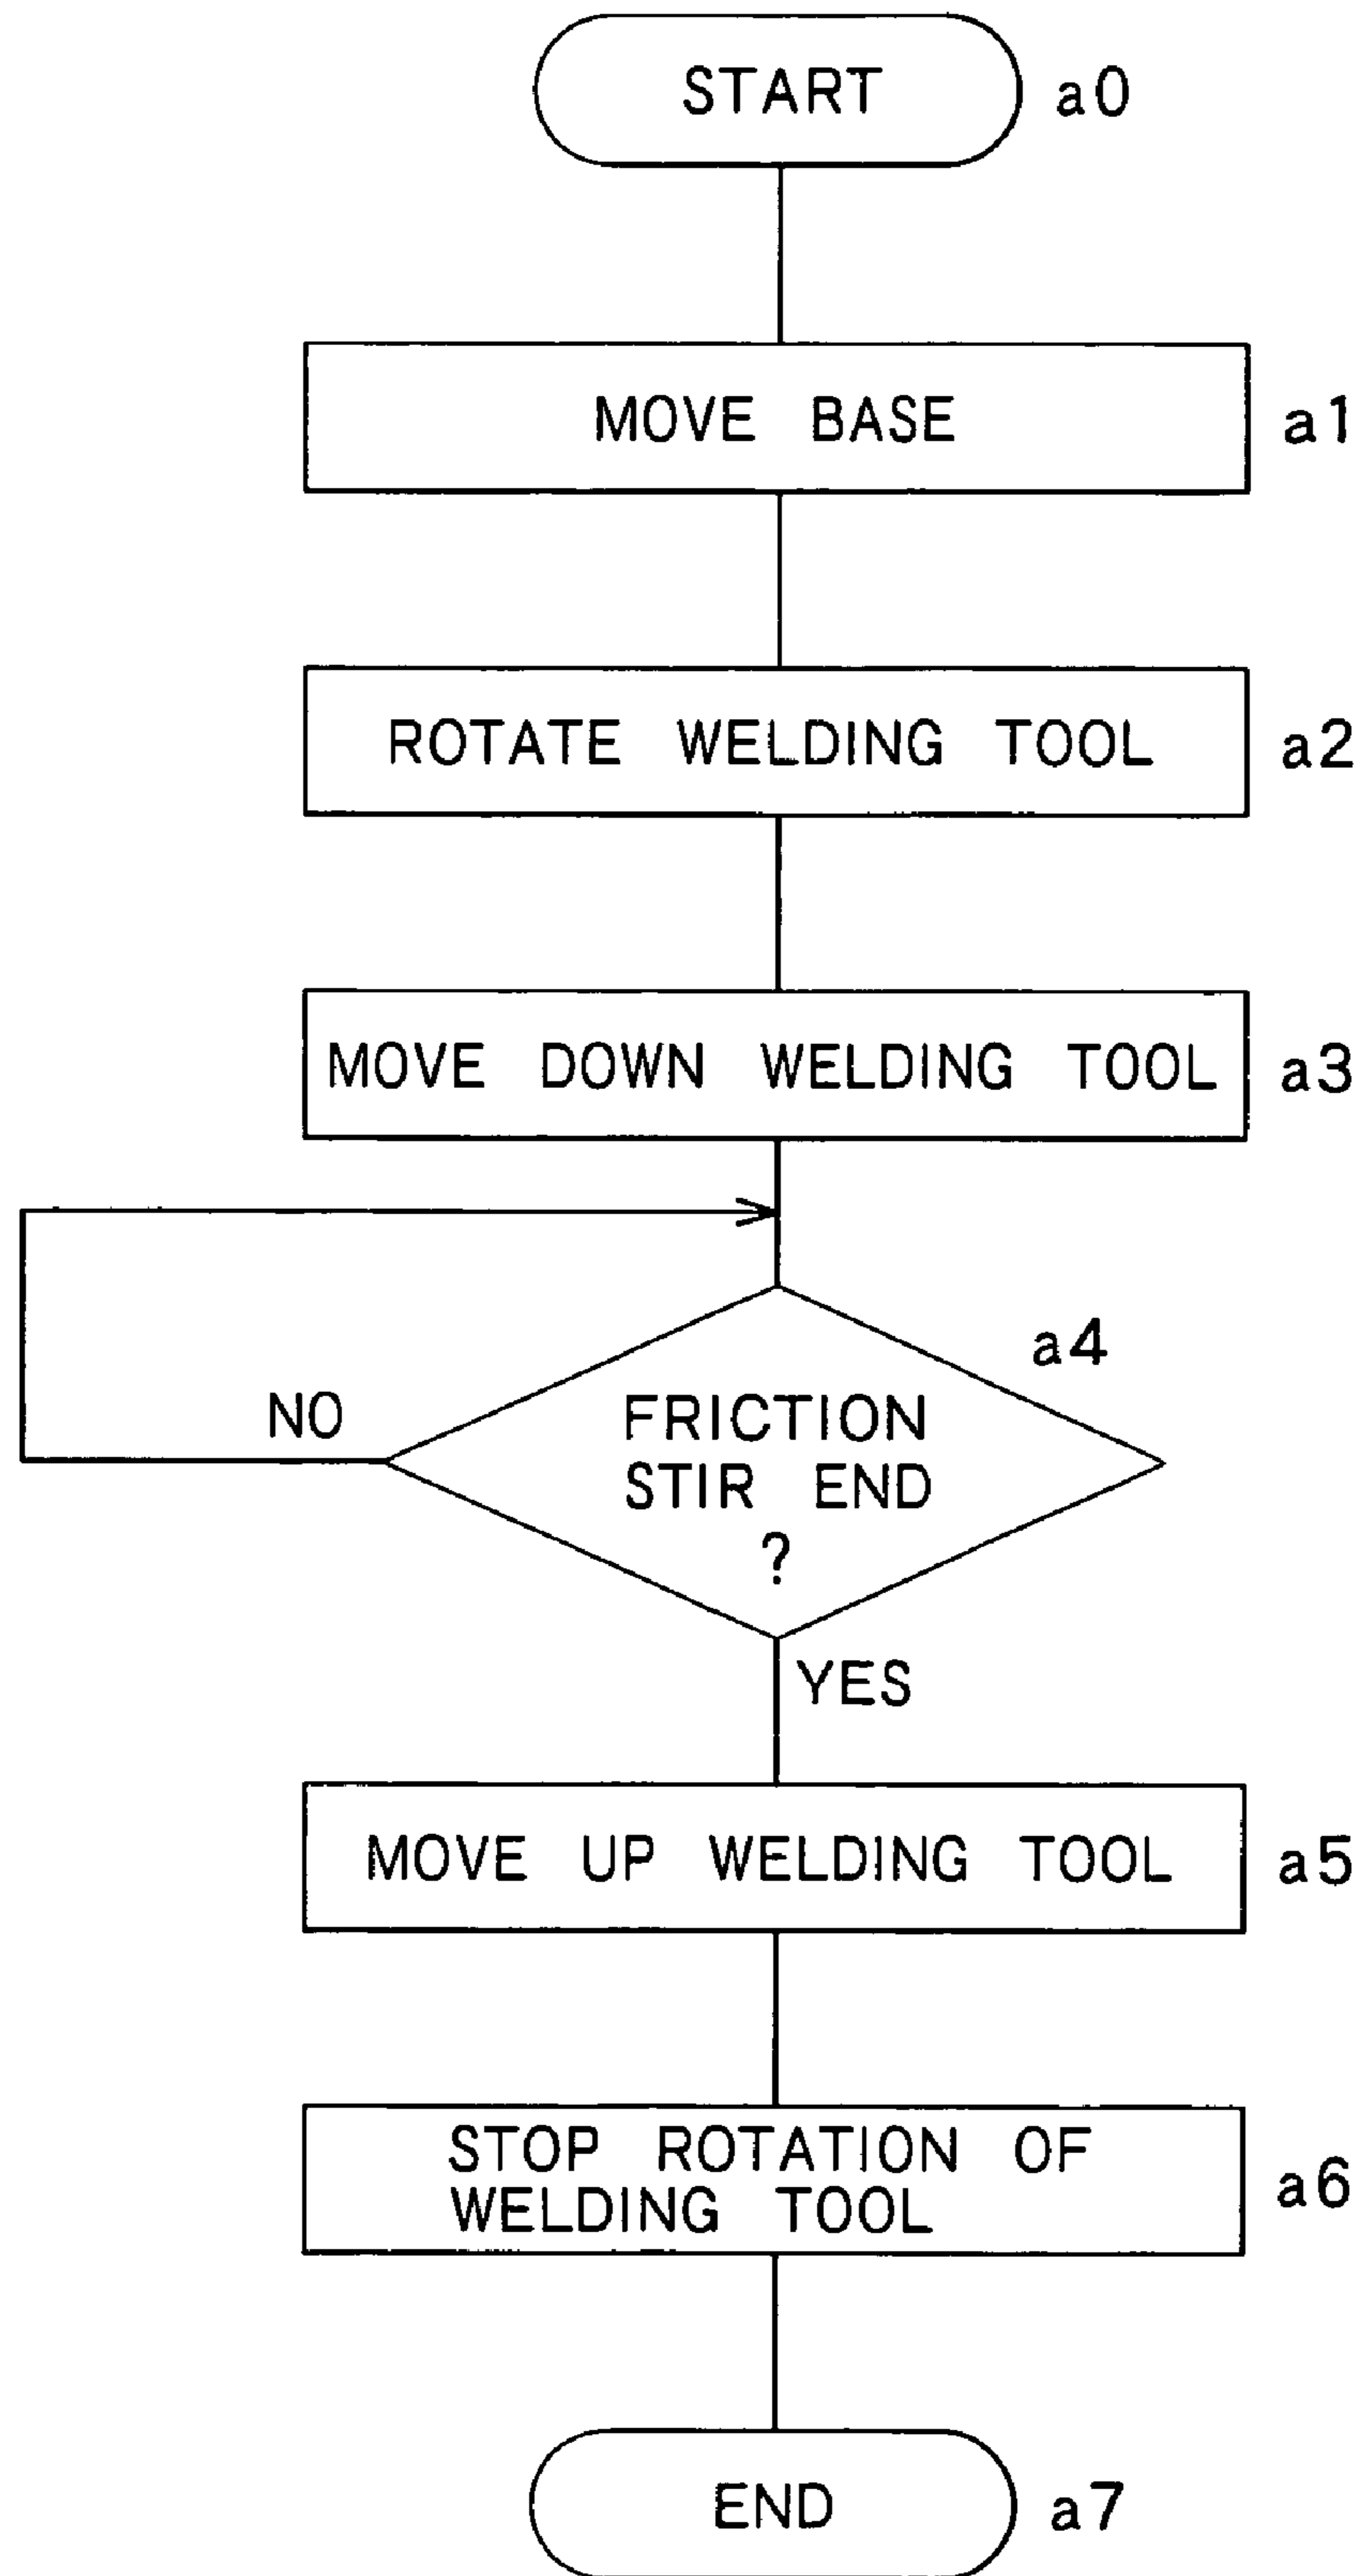 START a0
MOVE BASE a1
ROTATE WELDING TOOL a2
MOVE DOWN WELDING TOOL a3
a4
NO
FRICTION
STIR END
?
YES
MOVE UP WELDING TOOL a5
STOP ROTATION OF
WELDING TOOL
a6
END a7